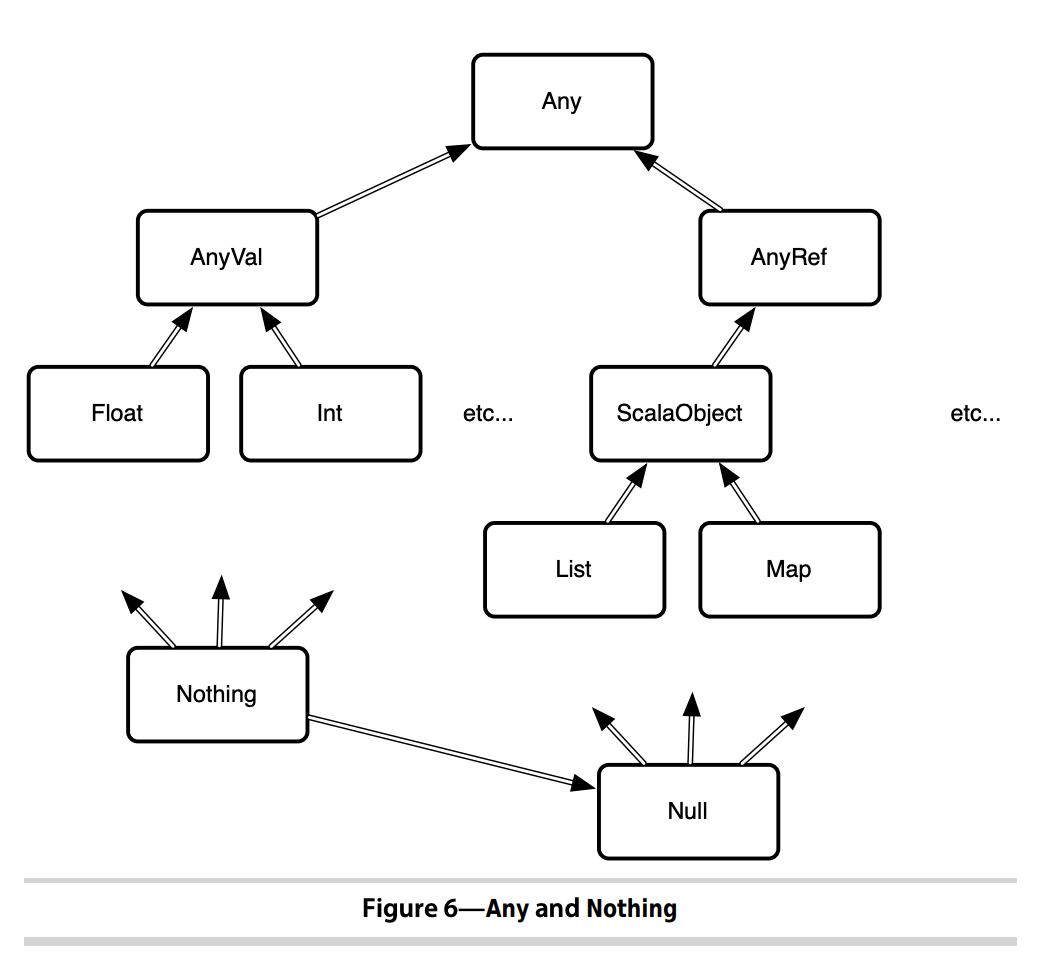 Any
AnyVal
AnyRef
Float
Int
etc...
ScalaObject
etc...
List
Map
Nothing
Null
Figure 6—Any and Nothing